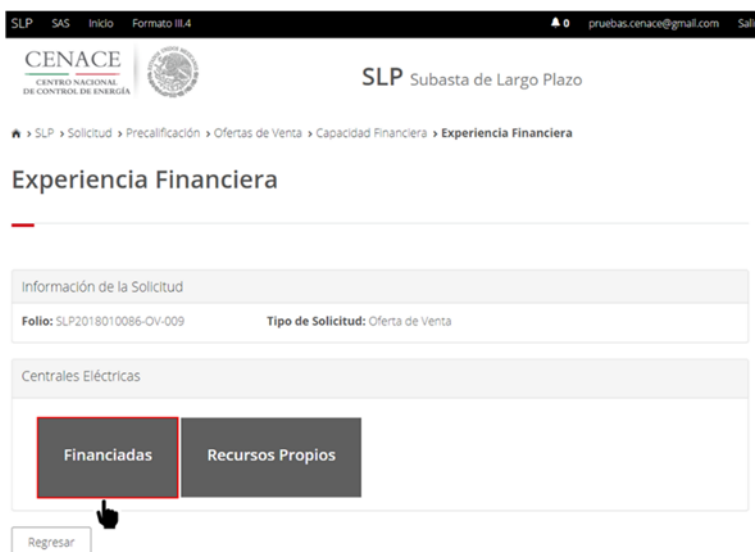 SLP SAS Inicio Formato III.4 0 pruebas.cenace@gmail.com
CENACE
CENTRO NACIONAL
DE CONTROL DE ENERGÍA
SLP Subasta de Largo Plazo
> SLP > Solicitud > Precalificación > Ofertas de Venta > Capacidad Financiera > Experiencia Financiera
Experiencia Financiera
Información de la Solicitud
Folio: SLP2018010086-OV-009 Tipo de Solicitud: Oferta de Venta
Centrales Eléctricas
Financiadas Recursos Propios
Regresar